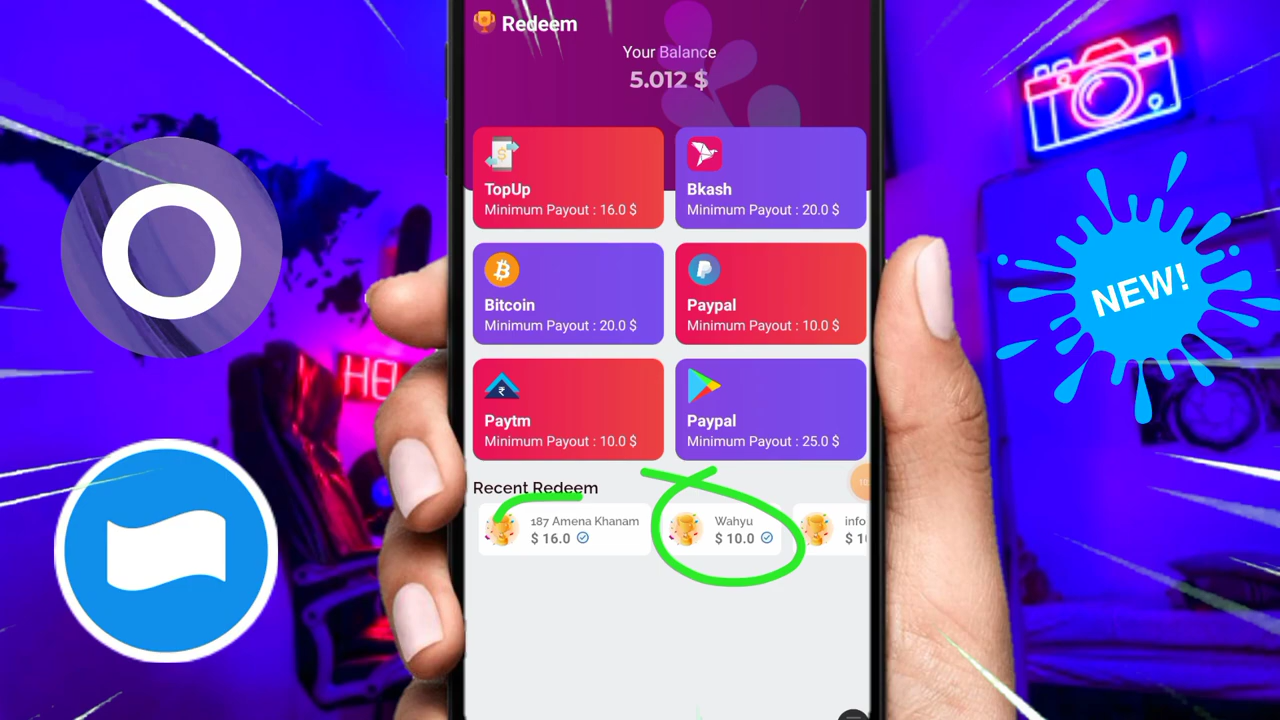 Redeem
Your Balance
5.012 $
TopUp
Minimum Payout : 16.0 $
Bkash
Minimum Payout : 20.0 $
Bitcoin
Minimum Payout : 20.0 $
Paypal
Minimum Payout : 10.0 $
Paytm
Minimum Payout : 10.0 $
Paypal
Minimum Payout : 25.0 $
Recent Redeem
187 Amena Khanam
$ 16.0
Wahyu
$ 10.0
info
NEW!